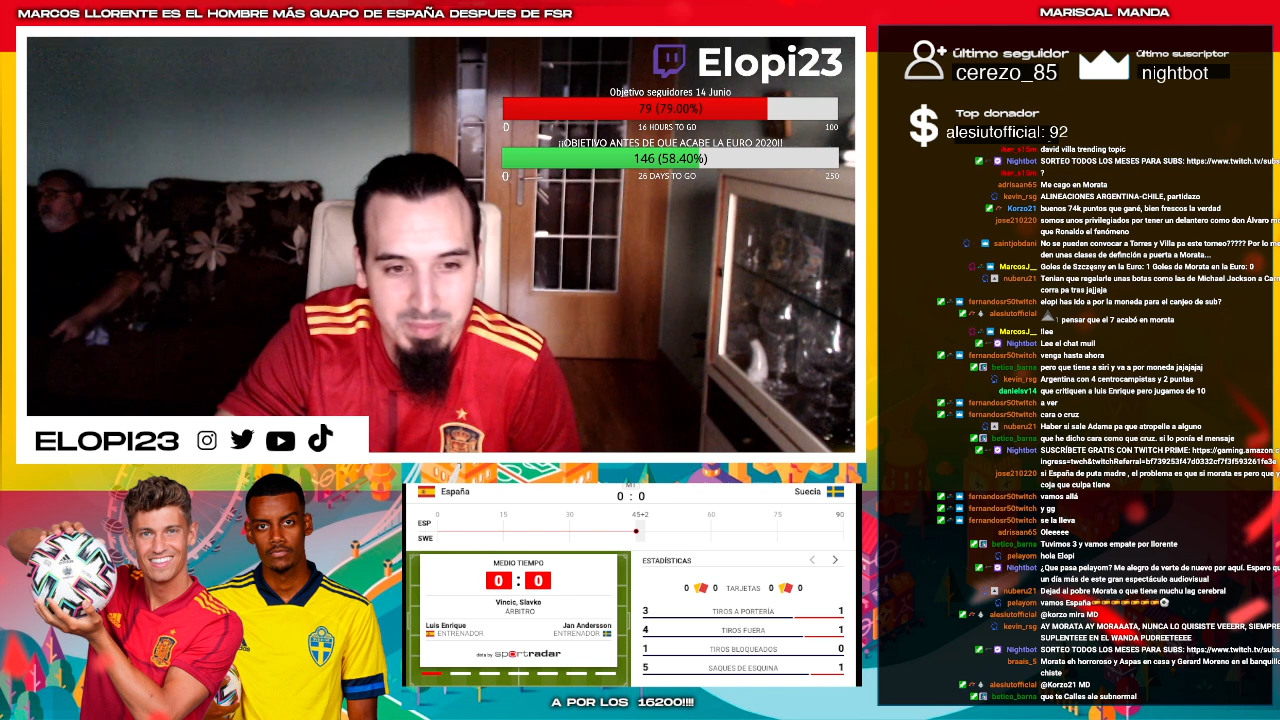 MARCOS LLORENTE ES EL HOMBRE MÁS GUAPO DE ESPAÑA DESPUES DE FSR
MARISCAL MANDA
Elopi23
Objetivo seguidores 14 Junio
79 (79.00%)
0 16 HOURS TO GO 100
¡¡OBJETIVO ANTES DE QUE ACABE LA EURO 2020!!
146 (58.40%)
0 26 DAYS TO GO 250
ELOPI23
último seguidor
cerezo_85
Último suscriptor
nightbot
Top donador
alesiutofficial: 92
iker_s15m david villa trending topic
Nightbot SORTEO TODOS LOS MESES PARA SUBS: https://www.twitch.tv/subs
iker_s15m ?
adrisaan65 Me cago en Morata
kevin_rsg ALINEACIONES ARGENTINA-CHILE, partidazo
Korzo21 buenos 74k puntos que gané, bien frescos la verdad
jose210220 somos unos privilegiados por tener un delantero como don Álvaro mo
que Ronaldo el fenómeno
saintjobdani No se pueden convocar a Torres y Villa pa este torneo????? Por lo me
den unas clases de definción a puerta a Morata...
MarcosJ__ Goles de Szczęsny en la Euro: 1 Goles de Morata en la Euro: 0
nuberu21 Tenían que regalarle unas botas como las de Michael Jackson a Car
corra pa tras jajjaja
fernandosr50twitch elopi has ido a por la moneda para el canjeo de sub?
alesiutofficial 1 pensar que el 7 acabó en morata
MarcosJ__ llee
Nightbot Lee el chat muil
fernandosr50twitch venga hasta ahora
betico_barna pero que tiene a siri y va a por moneda jajajajaj
kevin_rsg Argentina con 4 centrocampistas y 2 puntas
danielsv14 que critiquen a luis Enrique pero jugamos de 10
fernandosr50twitch a ver
fernandosr50twitch cara o cruz
nuberu21 Haber si sale Adama pa que atropelle a alguno
betico_barna que he dicho cara como que cruz. si lo ponía el mensaje
Nightbot SUSCRÍBETE GRATIS CON TWITCH PRIME: https://gaming.amazon.c
ingress=twch&twitchReferral=bf739253f47d0332cf7f3f593261fe3e
jose210220 si España de puta madre , el problema es que si morata es pero que y
coja que culpa tiene
fernandosr50twitch vamos allá
fernandosr50twitch y gg
fernandosr50twitch se la lleva
adrisaan65 Oleeeee
betico_barna Tuvimos 3 y vamos empate por llorente
pelayom hola Elopi
Nightbot ¿Que pasa pelayom? Me alegro de verte de nuevo por aquí. Espero q
un día más de este gran espectáculo audiovisual
nuberu21 Dejad al pobre Morata o que tiene muchu lag cerebral
pelayom vamos España
alesiutofficial @korzo mira MD
kevin_rsg AY MORATA AY MORAAATA, NUNCA LO QUISISTE VEEERR, SIEMPRE
SUPLENTEEE EN EL WANDA PUDREETEEEE
Nightbot SORTEO TODOS LOS MESES PARA SUBS: https://www.twitch.tv/subs
braais_5 Morata eh horroroso y Aspas en casa y Gerard Moreno en el banquillo
chiste
alesiutofficial @Korzo21 MD
betico_barna que te Calles ale subnormal
España 0 : 0 Suecia
0 15 30 45+2 60 75 90
ESP
SWE
MEDIO TIEMPO
0 : 0
Vincic, Slavko
ÁRBITRO
Luis Enrique Jan Andersson
ENTRENADOR ENTRENADOR
data by sportradar
ESTADÍSTICAS
0 0 TARJETAS 0 0
3 TIROS A PORTERÍA 1
4 TIROS FUERA 1
1 TIROS BLOQUEADOS 0
5 SAQUES DE ESQUINA 1
A POR LOS 16200!!!!